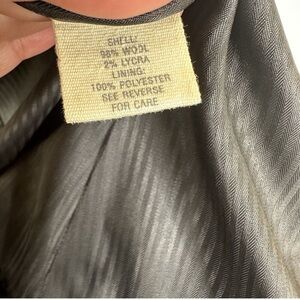 SHELL:
98% WOOL
2% LYCRA
LINING:
100% POLYESTER
SEE REVERSE
FOR CARE